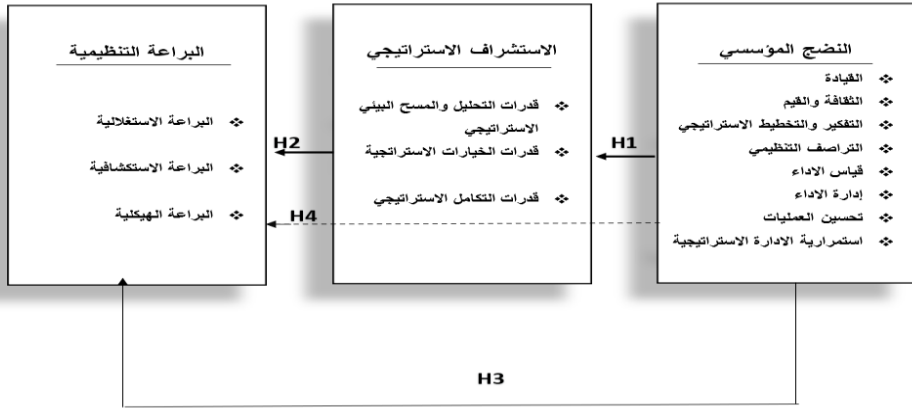 النضج المؤسسي
❖ القيادة
❖ الثقافة والقيم
❖ التفكير والتخطيط الاستراتيجي
❖ التراصف التنظيمي
❖ قياس الاداء
❖ إدارة الاداء
❖ تحسين العمليات
❖ استمرارية الادارة الاستراتيجية
H1
الاستشراف الاستراتيجي
❖ قدرات التحليل والمسح البيئي
الاستراتيجي
❖ قدرات الخيارات الاستراتجية
❖ قدرات التكامل الاستراتيجي
H2
H4
البراعة التنظيمية
❖ البراعة الاستغلالية
❖ البراعة الاستكشافية
❖ البراعة الهيكلية
H3